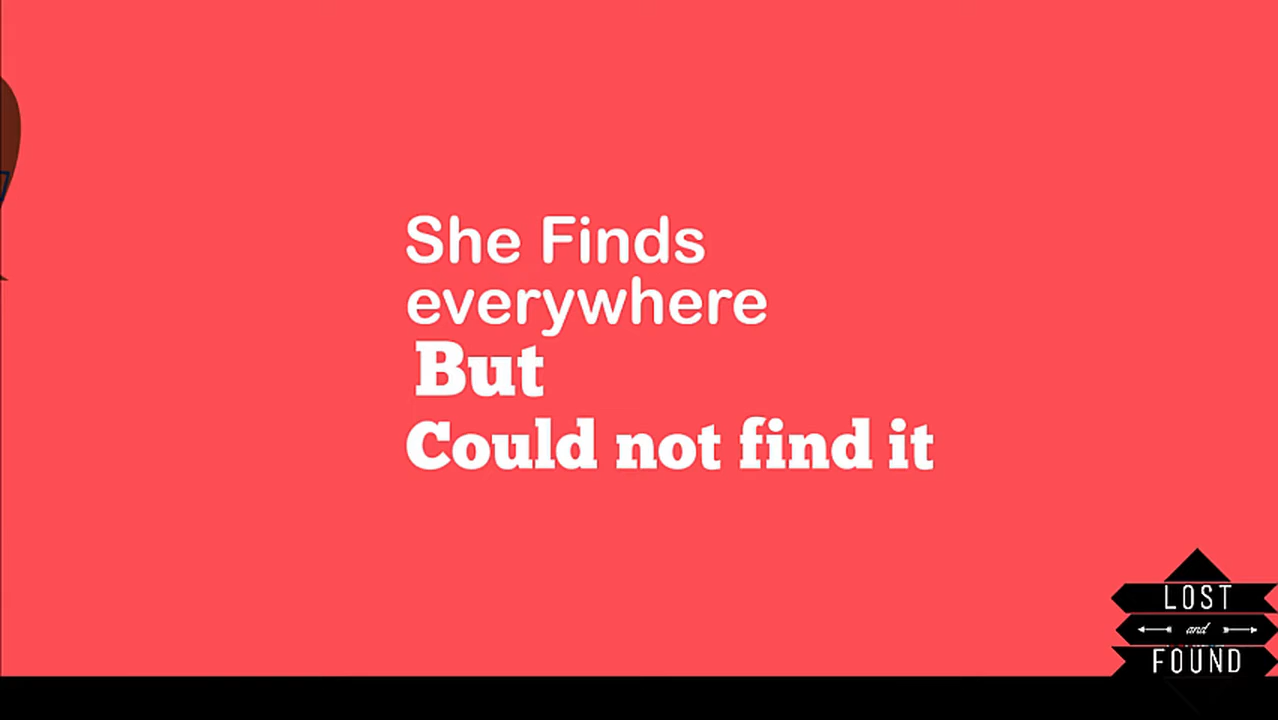 She Finds
everywhere
But
Could not find it
LOST
and
FOUND